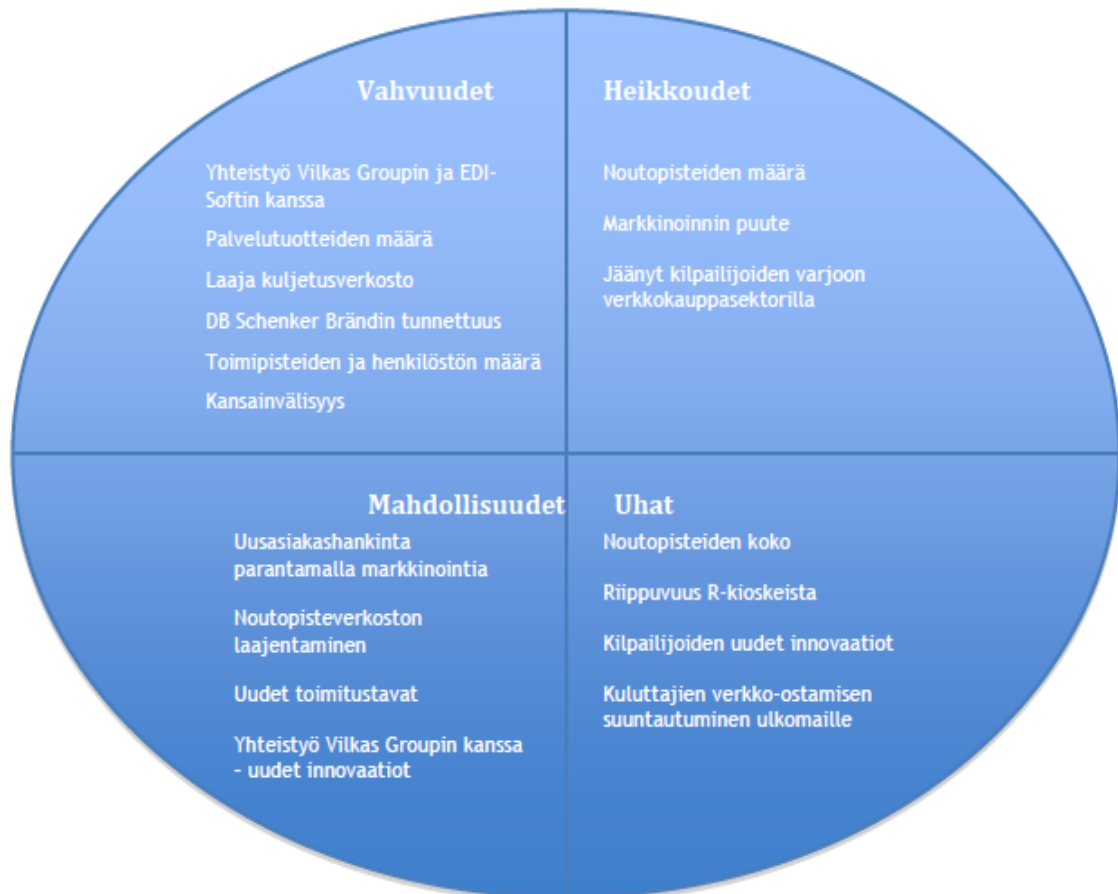 Vahvuudet
Yhteistyö Vilkas Groupin ja EDI-
Softin kanssa
Palvelutuotteiden määrä
Laaja kuljetusverkosto
DB Schenker Brändin tunnettuus
Toimipisteiden ja henkilöstön määrä
Kansainvälisyys
Heikkoudet
Noutopisteiden määrä
Markkinoinnin puute
Jäänyt kilpailijoiden varjoon
verkkokauppasektorilla
Mahdollisuudet
Uusasiakashankinta
parantamalla markkinointia
Noutopisteverkoston
laajentaminen
Uudet toimitustavat
Yhteistyö Vilkas Groupin kanssa
– uudet innovaatiot
Uhat
Noutopisteiden koko
Riippuvuus R-kioskeista
Kilpailijoiden uudet innovaatiot
Kuluttajien verkko-ostamisen
suuntautuminen ulkomaille